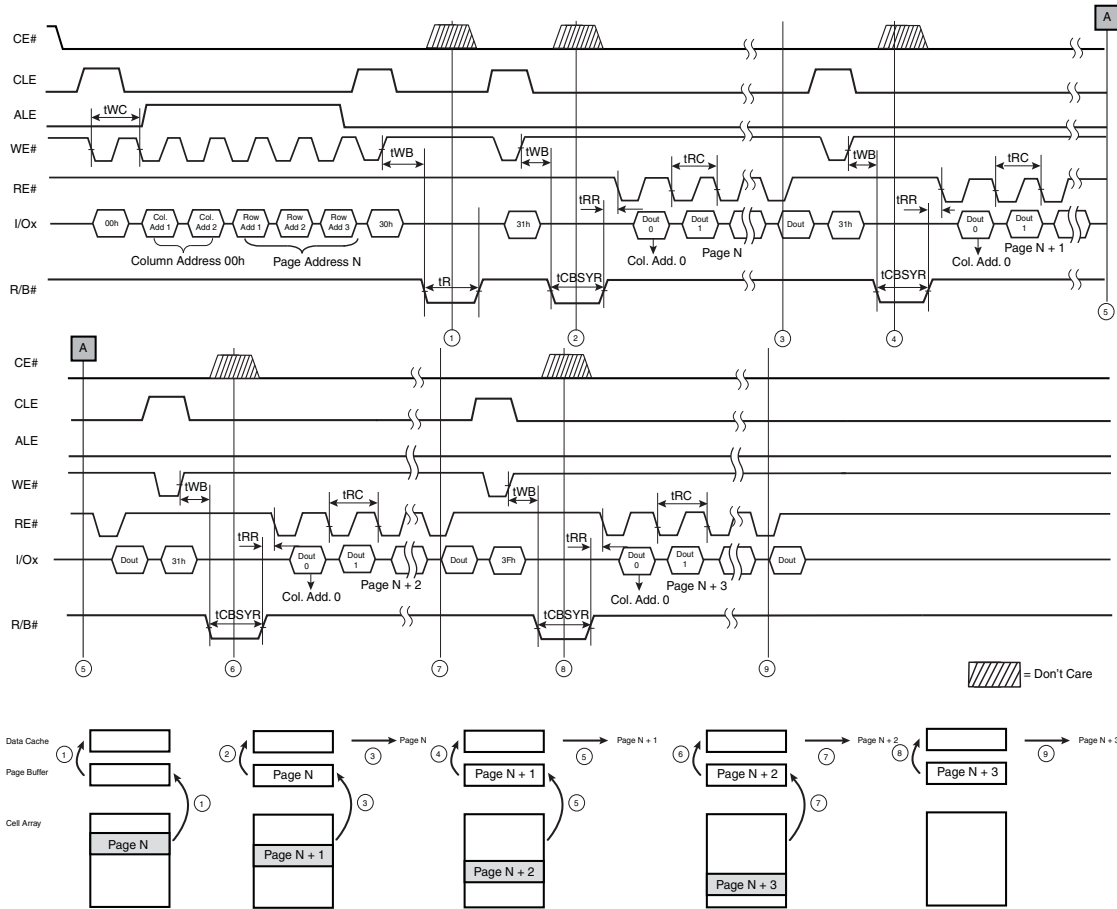 A
CE#
CLE
tWC
ALE
WE#
tWB
tWB
tRC
tWB
tRC
RE#
tRR
tRR
I/Ox
00h
Col. Add 1
Col. Add 2
Row Add 1
Row Add 2
Row Add 3
30h
31h
Dout 0
Dout 1
Dout
31h
Dout 0
Dout 1
Column Address 00h
Page Address N
Col. Add. 0
Page N
Col. Add. 0
Page N + 1
R/B#
tR
tCBSYR
tCBSYR
1
2
3
4
5
A
CE#
CLE
ALE
WE#
tWB
tRC
tWB
tRC
RE#
tRR
tRR
I/Ox
Dout
31h
Dout 0
Dout 1
Dout
3Fh
Dout 0
Dout 1
Dout
Page N + 2
Page N + 3
Col. Add. 0
Col. Add. 0
R/B#
tCBSYR
tCBSYR
5
6
7
8
9
= Don't Care
Data Cache
1
2
Page N
3
4
Page N + 1
5
6
Page N + 2
7
8
Page N + 3
9
Page Buffer
Page N
Page N + 1
Page N + 2
Page N + 3
1
3
5
7
Cell Array
Page N
Page N + 1
Page N + 2
Page N + 3